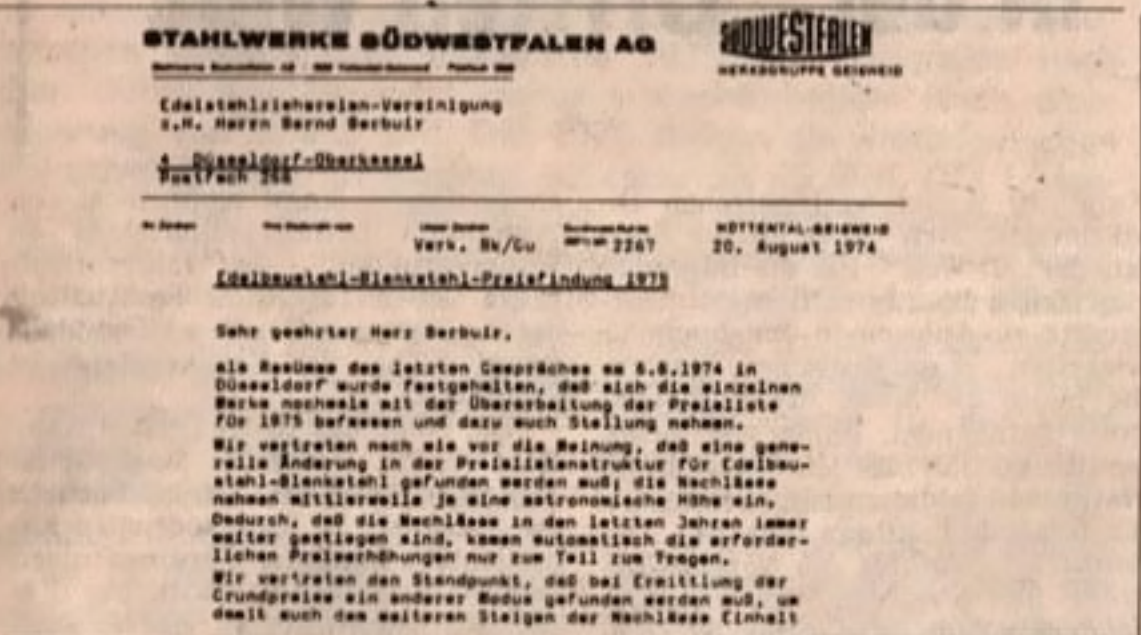 STAHLWERKE SÜDWESTFALEN AG
SÜDWESTFALEN
WERKSGRUPPE GEISWEID
Edelstahlziehereien-Vereinigung
z.H. Herrn Bernd Berbuir
4 Düsseldorf-Oberkassel
Postfach
Verk. Rk/Gu 2267 20. August 1974
HÜTTENTAL-GEISWEID
Edelbaustahl-Blankstahl-Preisfindung 1975
Sehr geehrter Herr Berbuir,
als Resümee des letzten Gespräches am 6.8.1974 in
Düsseldorf wurde festgehalten, daß sich die einzelnen
Werke nochmals mit der Überarbeitung der Preisliste
für 1975 befassen und dazu auch Stellung nehmen.
Wir vertreten nach wie vor die Meinung, daß eine gene-
relle Änderung in der Preislistenstruktur für Edelbau-
stahl-Blankstahl gefunden werden muß; die Nachlässe
nehmen mittlerweile ja eine astronomische Höhe ein.
Dadurch, daß die Nachlässe in den letzten Jahren immer
weiter gestiegen sind, kamen automatisch die erforder-
lichen Preiserhöhungen nur zum Teil zum Tragen.
Wir vertreten den Standpunkt, daß bei Ermittlung der
Grundpreise ein anderer Modus gefunden werden muß, um
damit auch dem weiteren Steigen der Nachlässe Einhalt